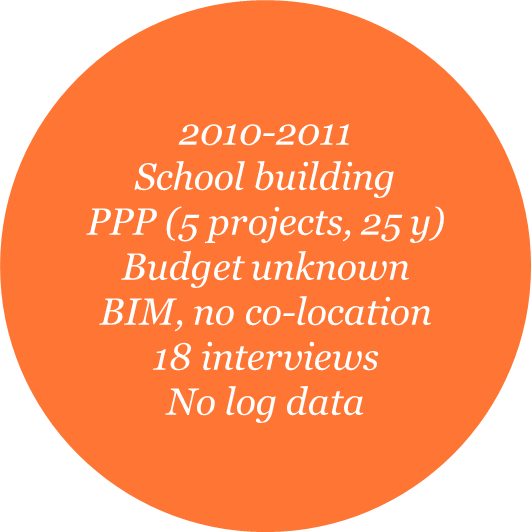 2010-2011
School building
PPP (5 projects, 25 y)
Budget unknown
BIM, no co-location
18 interviews
No log data